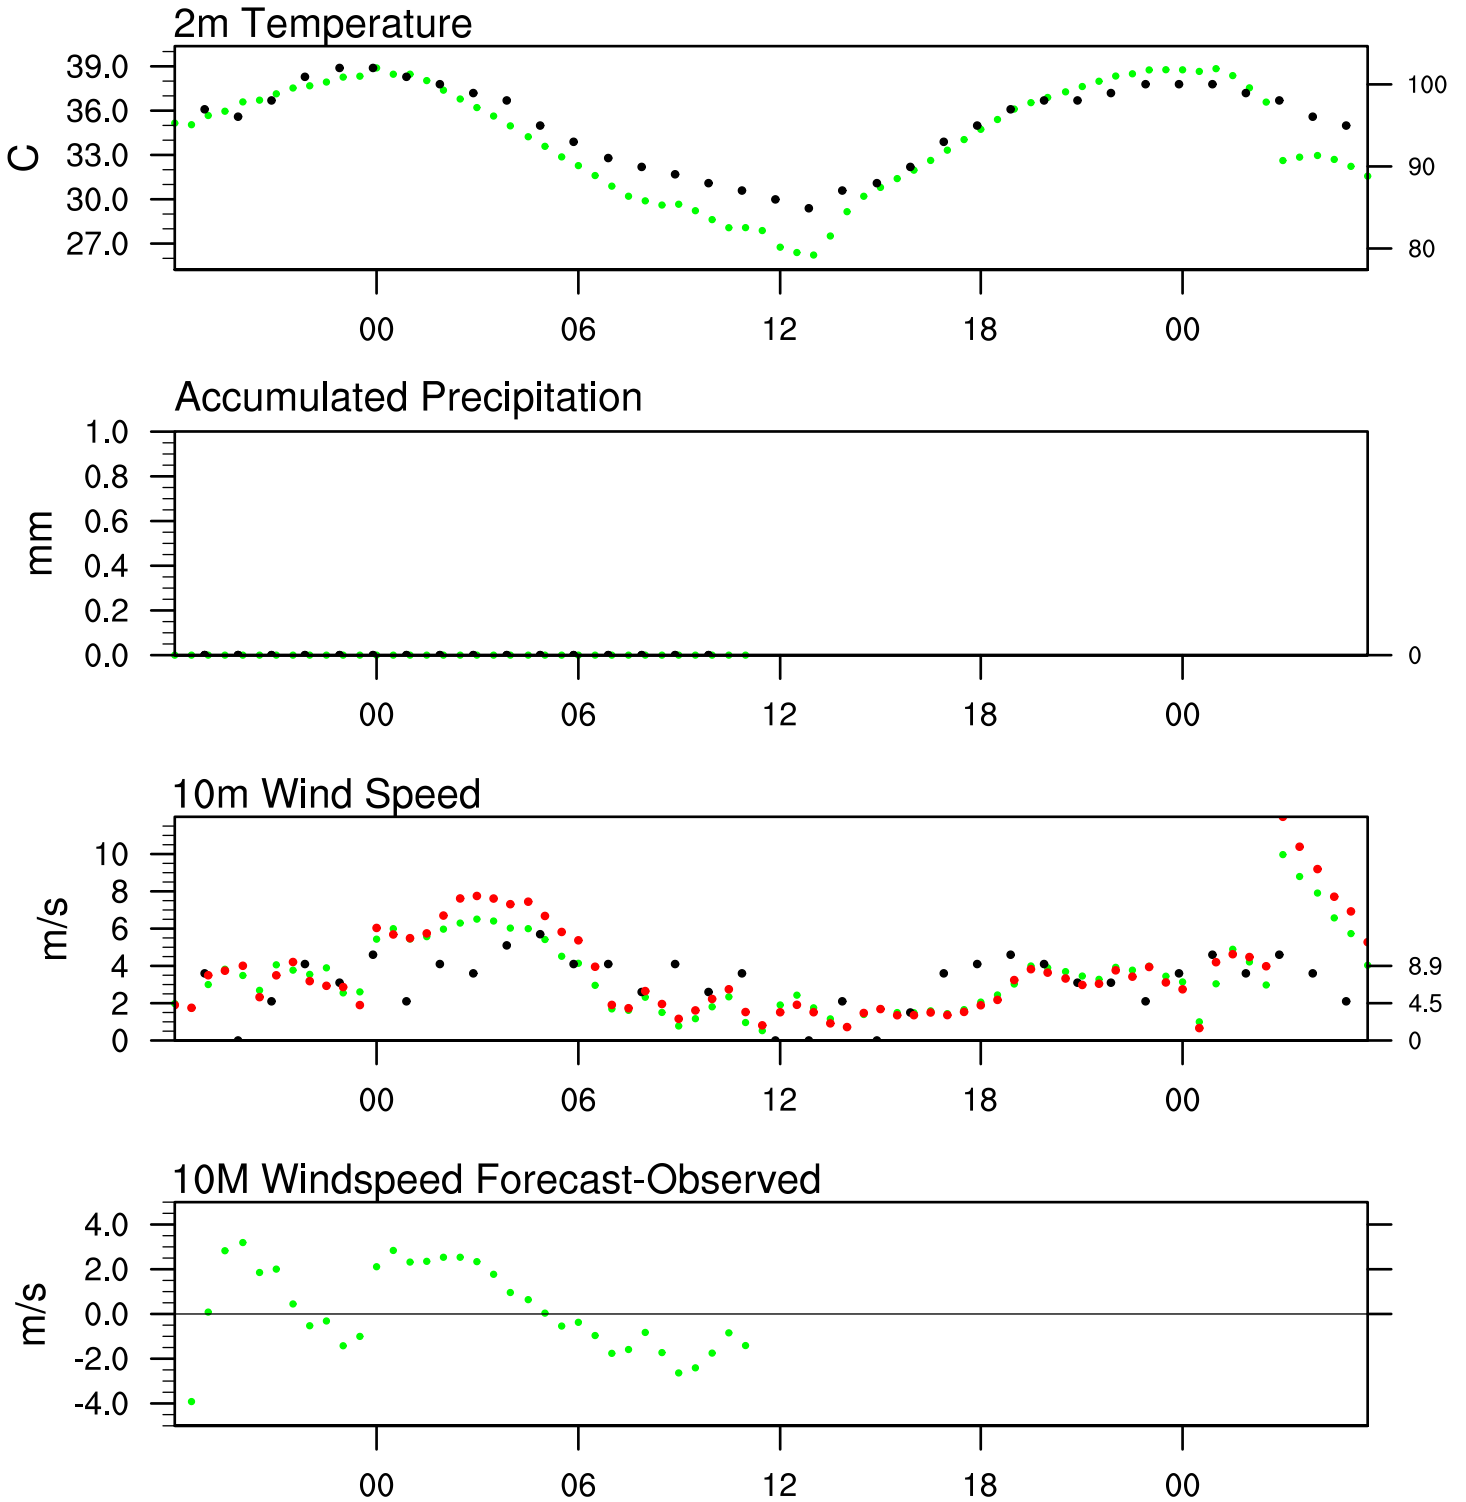 2m Temperature
39.0
36.0
33.0
30.0
27.0
C
100
90
80
00 06 12 18 00
Accumulated Precipitation
1.0
0.8
0.6
0.4
0.2
0.0
mm
0
00 06 12 18 00
10m Wind Speed
10
8
6
4
2
0
m/s
8.9
4.5
0
00 06 12 18 00
10M Windspeed Forecast-Observed
4.0
2.0
0.0
-2.0
-4.0
m/s
00 06 12 18 00